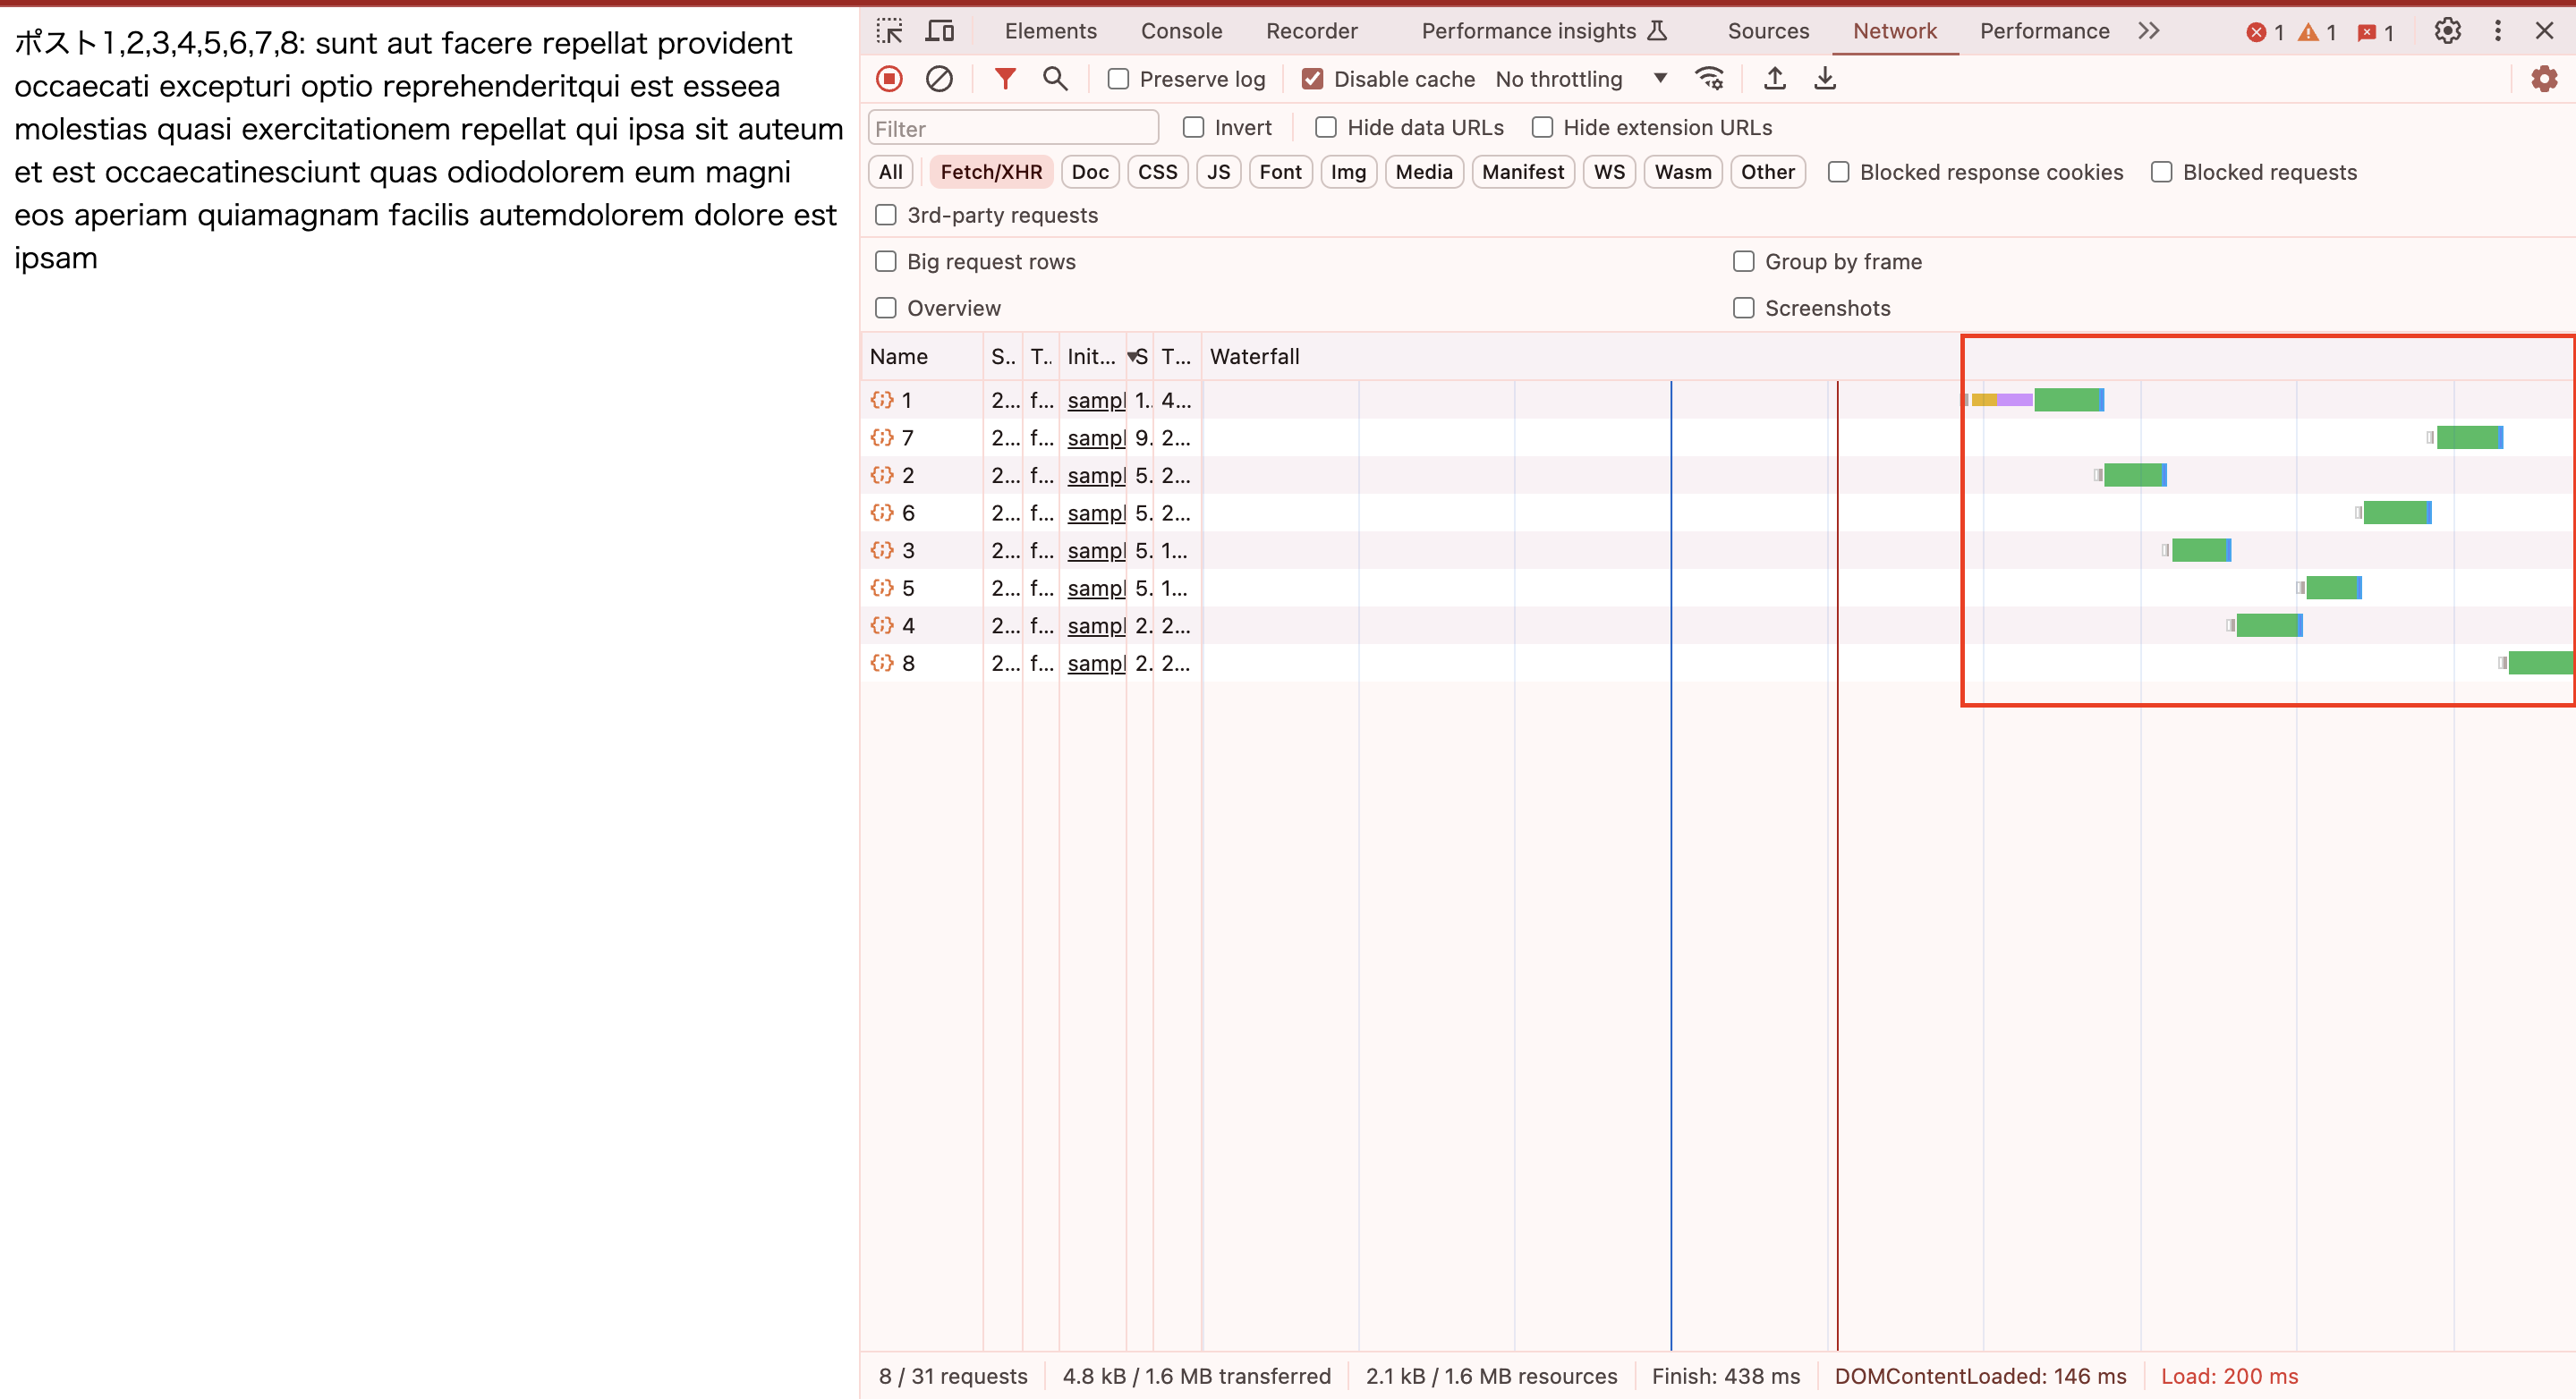 ポスト1,2,3,4,5,6,7,8: sunt aut facere repellat provident
occaecati excepturi optio reprehenderitqui est esseea
molestias quasi exercitationem repellat qui ipsa sit auteum
et est occaecatinesciunt quas odiodolorem eum magni
eos aperiam quiamagnam facilis autemdolorem dolore est
ipsam
Elements Console Recorder Performance insights Sources Network Performance 1 1 1
Preserve log Disable cache No throttling
Filter Invert Hide data URLs Hide extension URLs
All Fetch/XHR Doc CSS JS Font Img Media Manifest WS Wasm Other Blocked response cookies Blocked requests
3rd-party requests
Big request rows Group by frame
Overview Screenshots
Name S.. T.. Init... S T... Waterfall
1 2... f... sampl 1. 4...
7 2... f... sampl 9. 2...
2 2... f... sampl 5. 2...
6 2... f... sampl 5. 2...
3 2... f... sampl 5. 1...
5 2... f... sampl 5. 1...
4 2... f... sampl 2. 2...
8 2... f... sampl 2. 2...
8 / 31 requests 4.8 kB / 1.6 MB transferred 2.1 kB / 1.6 MB resources Finish: 438 ms DOMContentLoaded: 146 ms Load: 200 ms